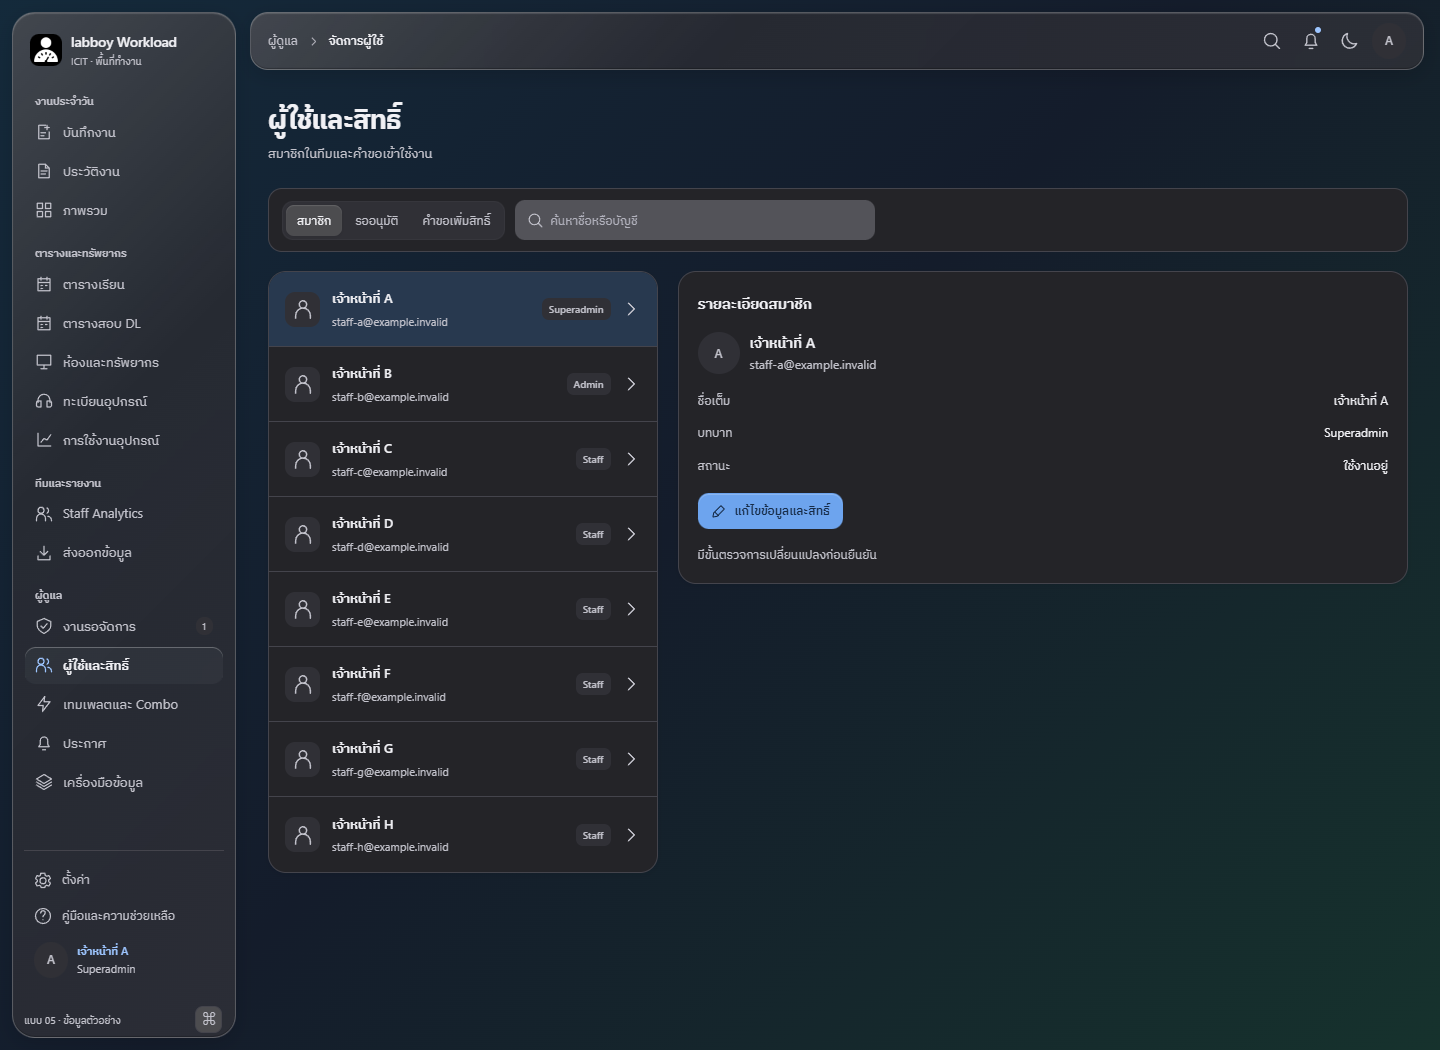 labboy Workload
ICIT · พื้นที่ทำงาน
งานประจำวัน
บันทึกงาน
ประวัติงาน
ภาพรวม
ตารางและทรัพยากร
ตารางเรียน
ตารางสอบ DL
ห้องและทรัพยากร
ทะเบียนอุปกรณ์
การใช้งานอุปกรณ์
ทีมและรายงาน
Staff Analytics
ส่งออกข้อมูล
ผู้ดูแล
งานรอจัดการ 1
ผู้ใช้และสิทธิ์
เทมเพลตและ Combo
ประกาศ
เครื่องมือข้อมูล
ตั้งค่า
คู่มือและความช่วยเหลือ
A
เจ้าหน้าที่ A
Superadmin
แบบ 05 · ข้อมูลตัวอย่าง
ผู้ดูแล
จัดการผู้ใช้
A
ผู้ใช้และสิทธิ์
สมาชิกในทีมและคำขอเข้าใช้งาน
สมาชิก
รออนุมัติ
คำขอเพิ่มสิทธิ์
ค้นหาชื่อหรือบัญชี
เจ้าหน้าที่ A
staff-a@example.invalid
Superadmin
เจ้าหน้าที่ B
staff-b@example.invalid
Admin
เจ้าหน้าที่ C
staff-c@example.invalid
Staff
เจ้าหน้าที่ D
staff-d@example.invalid
Staff
เจ้าหน้าที่ E
staff-e@example.invalid
Staff
เจ้าหน้าที่ F
staff-f@example.invalid
Staff
เจ้าหน้าที่ G
staff-g@example.invalid
Staff
เจ้าหน้าที่ H
staff-h@example.invalid
Staff
รายละเอียดสมาชิก
A
เจ้าหน้าที่ A
staff-a@example.invalid
ชื่อเต็ม เจ้าหน้าที่ A
บทบาท Superadmin
สถานะ ใช้งานอยู่
แก้ไขข้อมูลและสิทธิ์
มีขั้นตรวจการเปลี่ยนแปลงก่อนยืนยัน